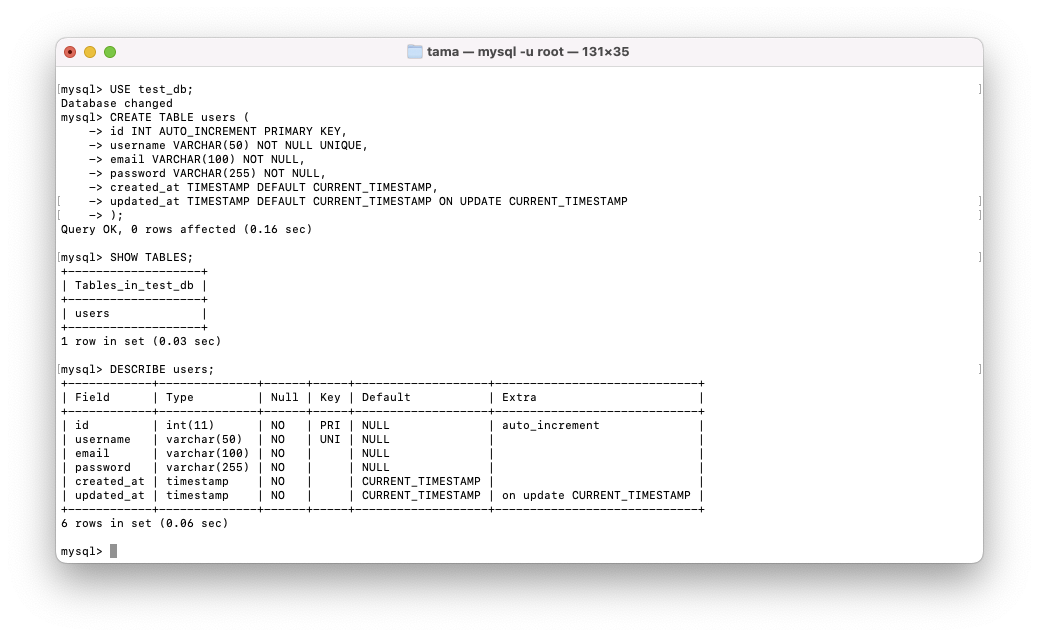 tama — mysql -u root — 131×35
mysql> USE test_db;
Database changed
mysql> CREATE TABLE users (
    -> id INT AUTO_INCREMENT PRIMARY KEY,
    -> username VARCHAR(50) NOT NULL UNIQUE,
    -> email VARCHAR(100) NOT NULL,
    -> password VARCHAR(255) NOT NULL,
    -> created_at TIMESTAMP DEFAULT CURRENT_TIMESTAMP,
    -> updated_at TIMESTAMP DEFAULT CURRENT_TIMESTAMP ON UPDATE CURRENT_TIMESTAMP
    -> );
Query OK, 0 rows affected (0.16 sec)
mysql> SHOW TABLES;
+-------------------+
| Tables_in_test_db |
+-------------------+
| users             |
+-------------------+
1 row in set (0.03 sec)
mysql> DESCRIBE users;
+------------+--------------+------+-----+-------------------+-----------------------------+
| Field      | Type         | Null | Key | Default           | Extra                       |
+------------+--------------+------+-----+-------------------+-----------------------------+
| id         | int(11)      | NO   | PRI | NULL              | auto_increment              |
| username   | varchar(50)  | NO   | UNI | NULL              |                             |
| email      | varchar(100) | NO   |     | NULL              |                             |
| password   | varchar(255) | NO   |     | NULL              |                             |
| created_at | timestamp    | NO   |     | CURRENT_TIMESTAMP |                             |
| updated_at | timestamp    | NO   |     | CURRENT_TIMESTAMP | on update CURRENT_TIMESTAMP |
+------------+--------------+------+-----+-------------------+-----------------------------+
6 rows in set (0.06 sec)
mysql>